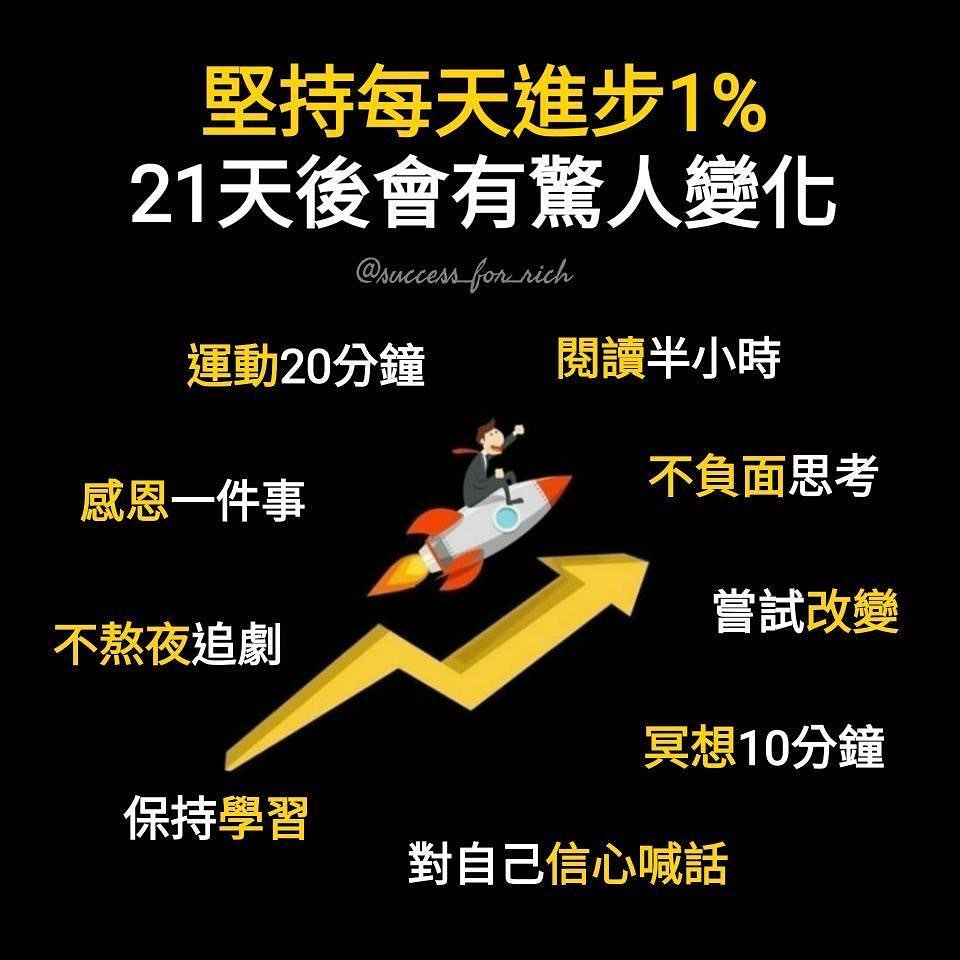 堅持每天進步1%
21天後會有驚人變化
@success_for_rich
運動20分鐘
閱讀半小時
感恩一件事
不負面思考
不熬夜追劇
嘗試改變
冥想10分鐘
保持學習
對自己信心喊話